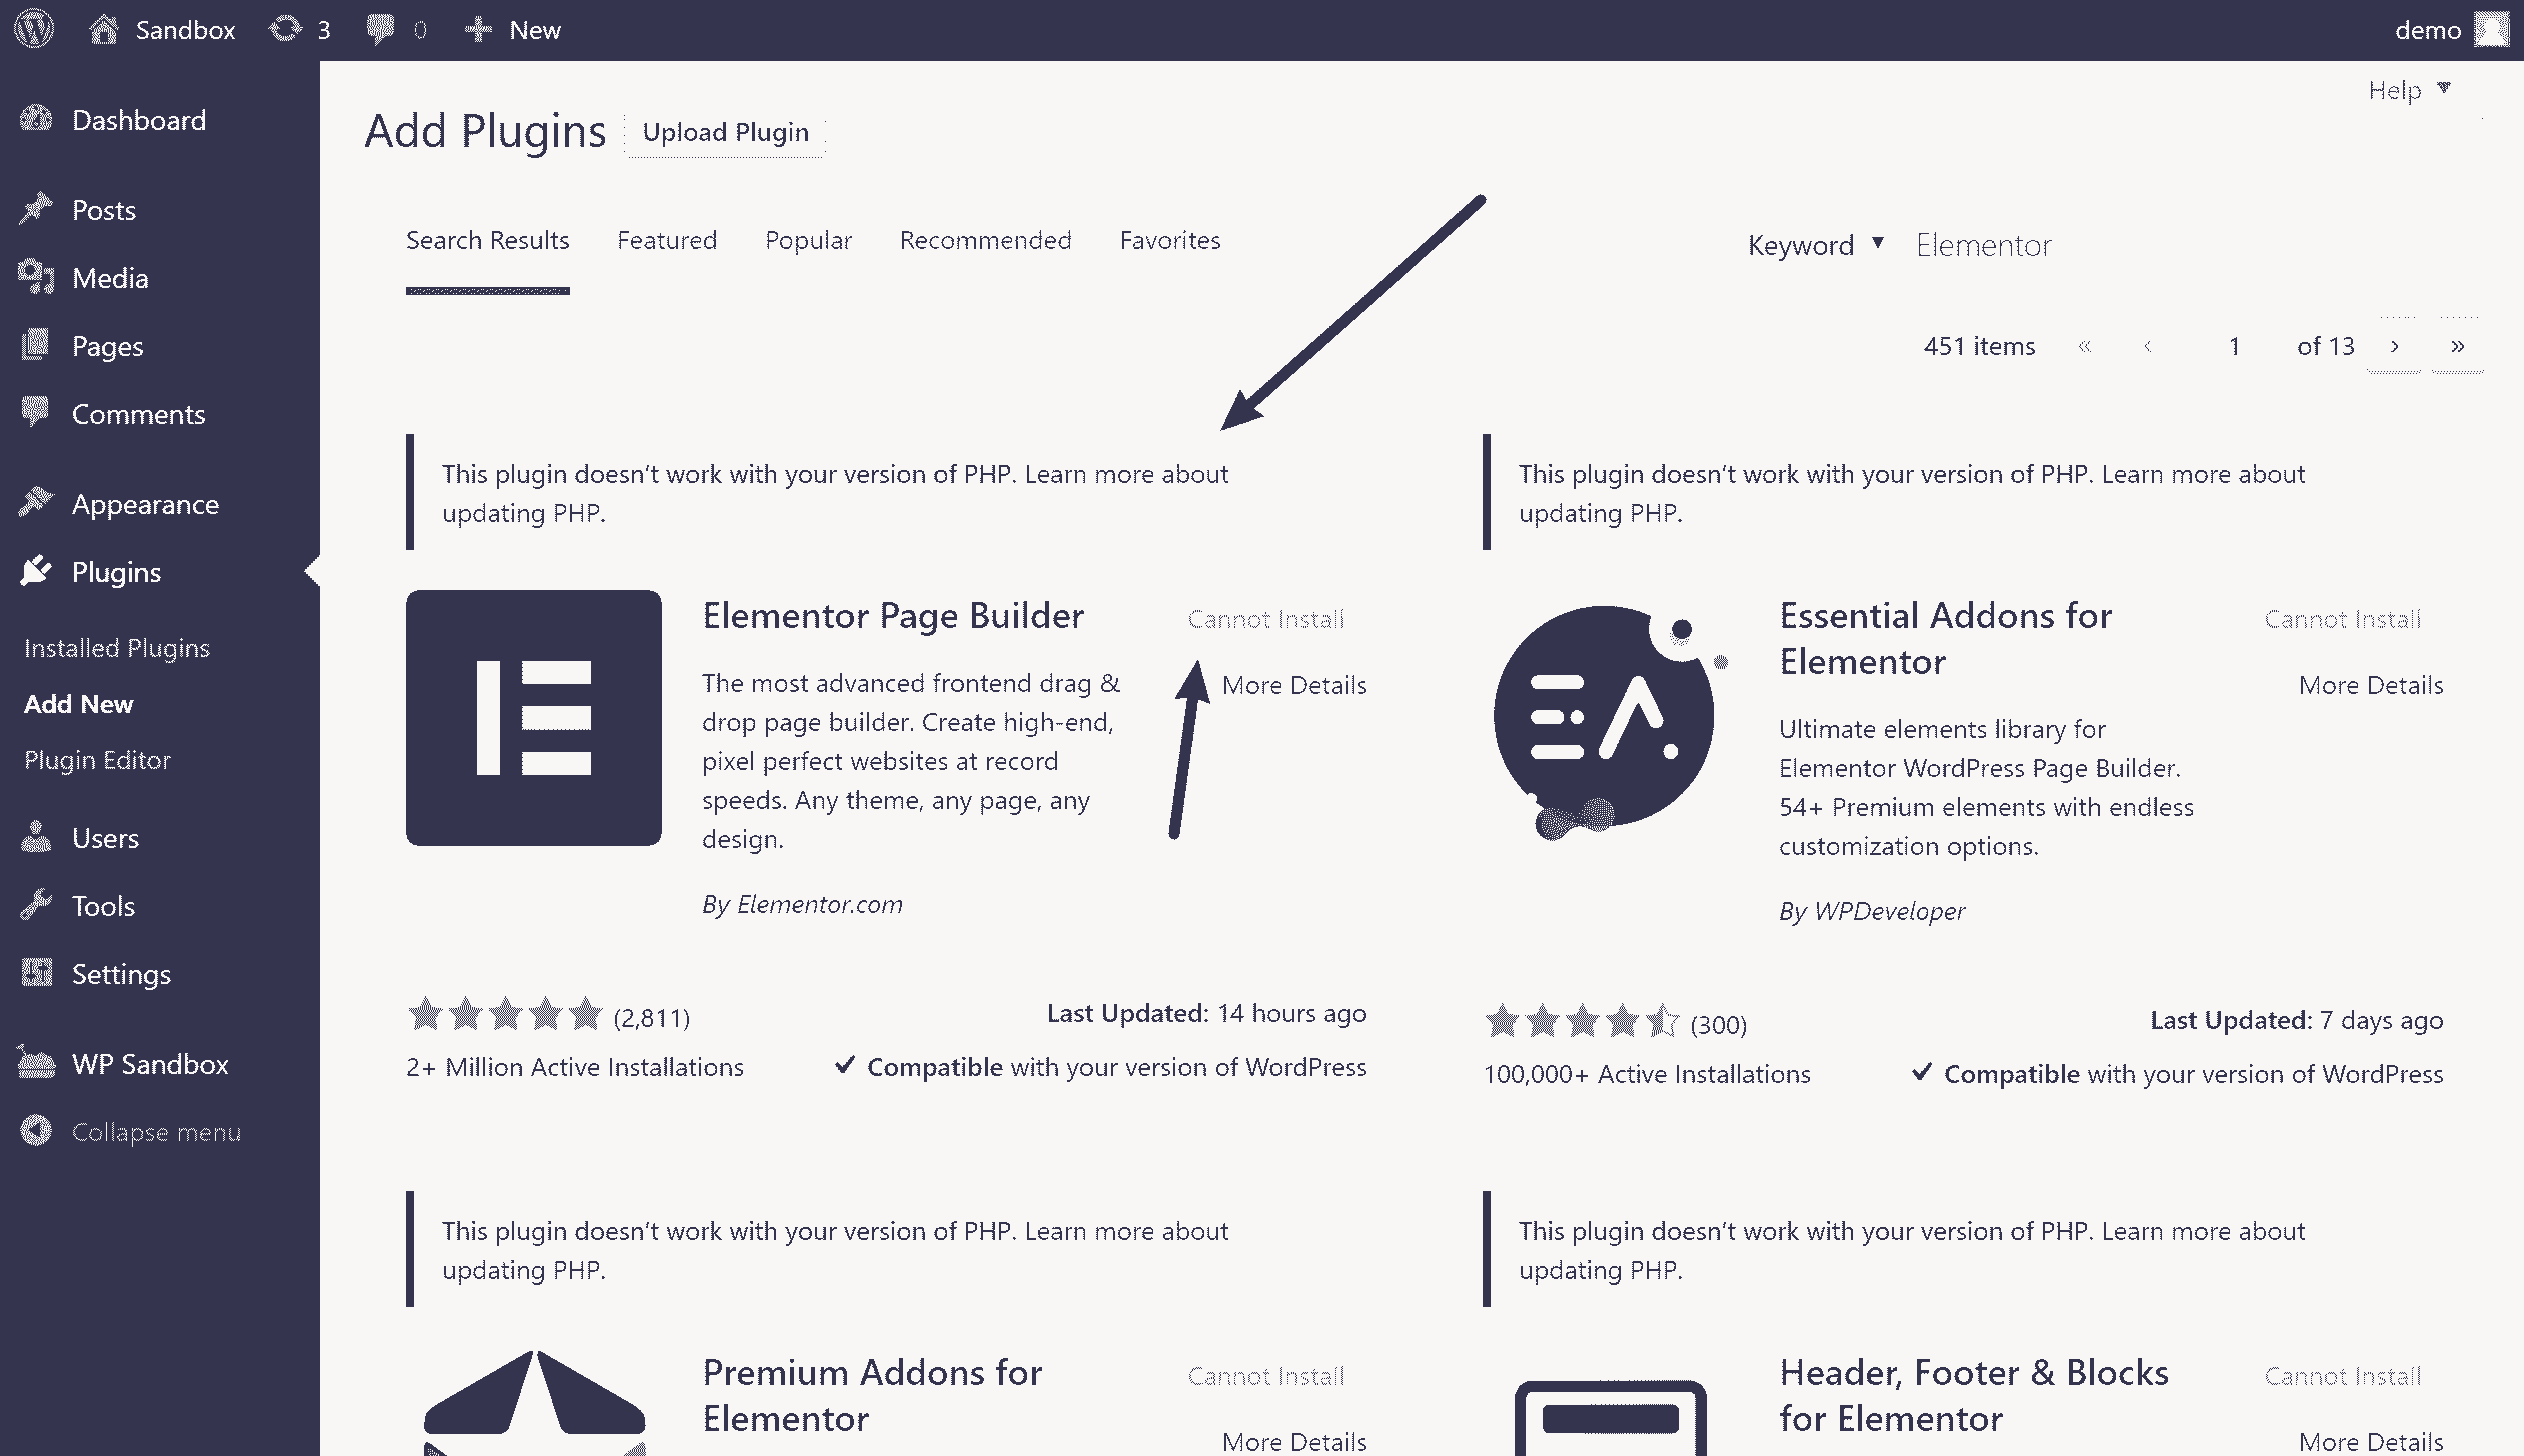 Sandbox 3 0 New demo
Help ▼
Dashboard
Posts
Media
Pages
Comments
Appearance
Plugins
Installed Plugins
Add New
Plugin Editor
Users
Tools
Settings
WP Sandbox
Collapse menu
Add Plugins Upload Plugin
Search Results Featured Popular Recommended Favorites
Keyword ▼ Elementor
451 items « ‹ 1 of 13 › »
This plugin doesn't work with your version of PHP. Learn more about
updating PHP.
Elementor Page Builder
Cannot Install
More Details
The most advanced frontend drag &
drop page builder. Create high-end,
pixel perfect websites at record
speeds. Any theme, any page, any
design.
By Elementor.com
(2,811)
Last Updated: 14 hours ago
2+ Million Active Installations
✓ Compatible with your version of WordPress
This plugin doesn't work with your version of PHP. Learn more about
updating PHP.
EA
Essential Addons for
Elementor
Cannot Install
More Details
Ultimate elements library for
Elementor WordPress Page Builder.
54+ Premium elements with endless
customization options.
By WPDeveloper
(300)
Last Updated: 7 days ago
100,000+ Active Installations
✓ Compatible with your version of WordPress
This plugin doesn't work with your version of PHP. Learn more about
updating PHP.
Premium Addons for
Elementor
Cannot Install
More Details
This plugin doesn't work with your version of PHP. Learn more about
updating PHP.
Header, Footer & Blocks
for Elementor
Cannot Install
More Details